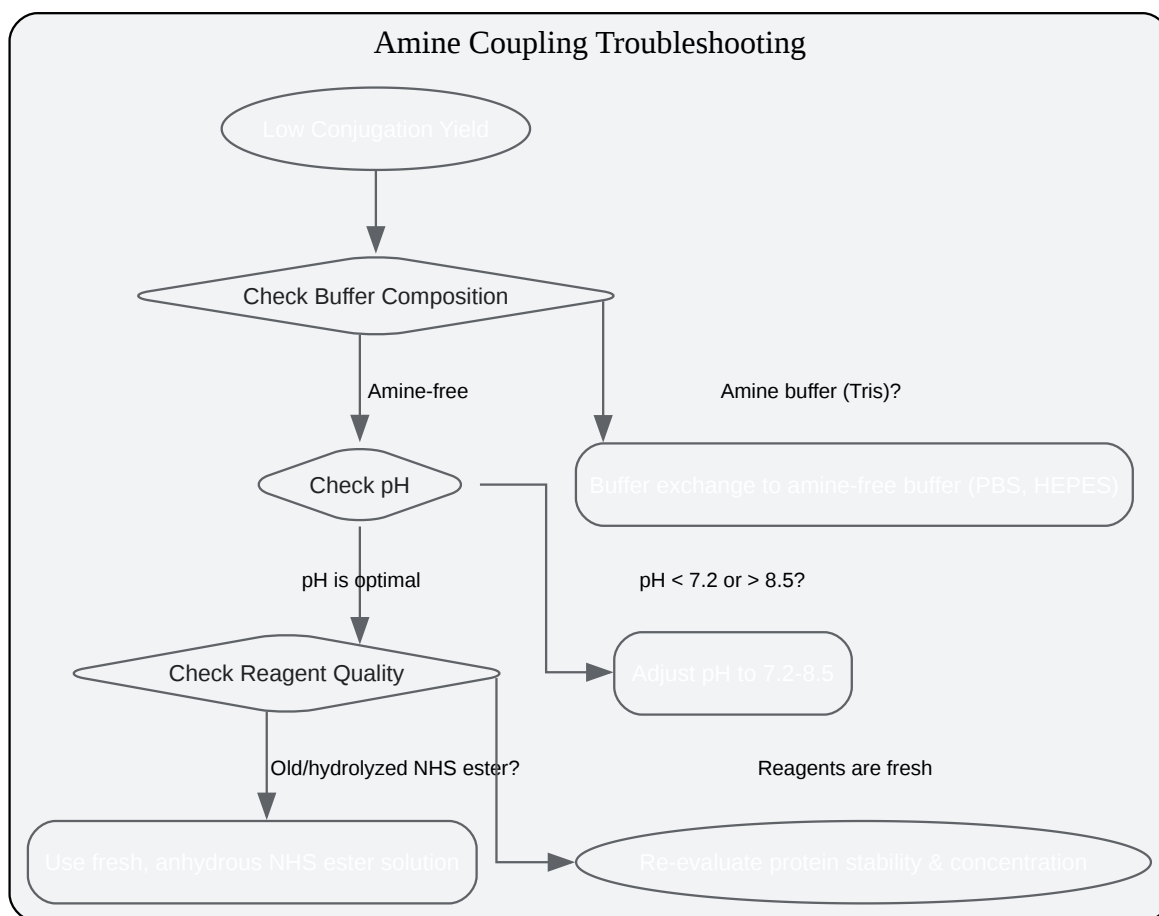 Amine Coupling Troubleshooting
Low Conjugation Yield
Check Buffer Composition
Amine-free
Amine buffer (Tris)?
Check pH
Buffer exchange to amine-free buffer (PBS, HEPES)
pH is optimal
pH < 7.2 or > 8.5?
Check Reagent Quality
Adjust pH to 7.2-8.5
Old/hydrolyzed NHS ester?
Reagents are fresh
Use fresh, anhydrous NHS ester solution
Re-evaluate protein stability & concentration